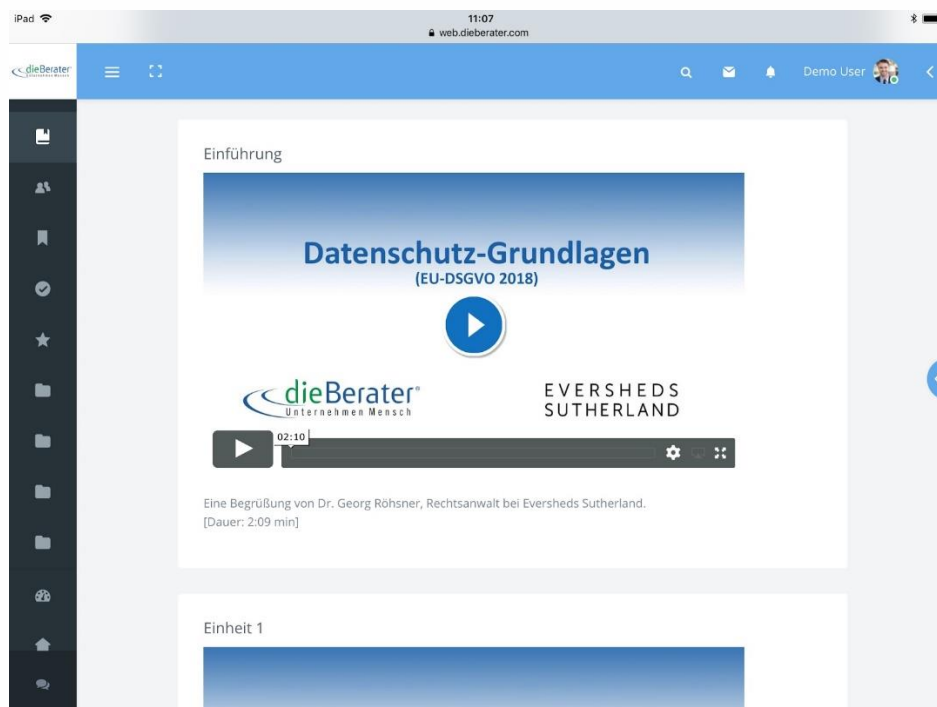 iPad
11:07
web.dieberater.com
dieBerater
Unternehmen Mensch
Demo User
Einführung
Datenschutz-Grundlagen
(EU-DSGVO 2018)
dieBerater®
Unternehmen Mensch
EVERSHEDS
SUTHERLAND
02:10
Eine Begrüßung von Dr. Georg Röhsner, Rechtsanwalt bei Eversheds Sutherland.
[Dauer: 2:09 min]
Einheit 1